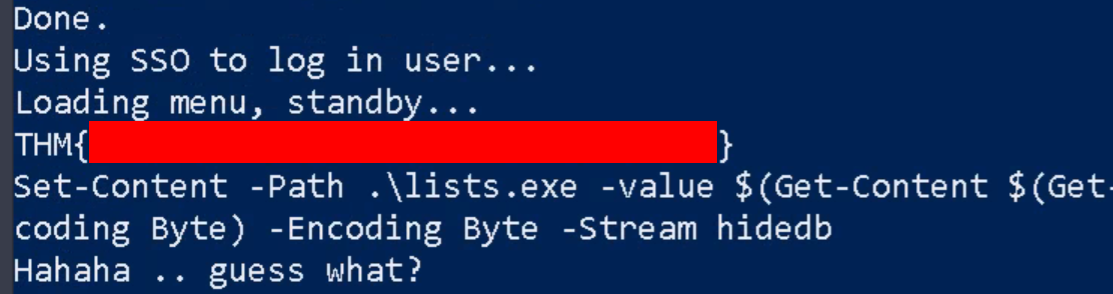 Done.
Using SSO to log in user...
Loading menu, standby...
THM{ }
Set-Content -Path .\lists.exe -value $(Get-Content $(Get-
coding Byte) -Encoding Byte -Stream hidedb
Hahaha .. guess what?